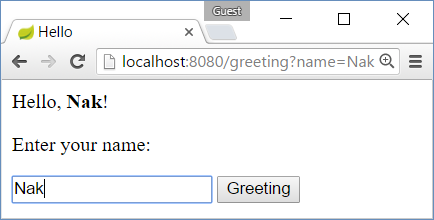 Guest
Hello
localhost:8080/greeting?name=Nak
Hello, Nak!
Enter your name:
Nak Greeting